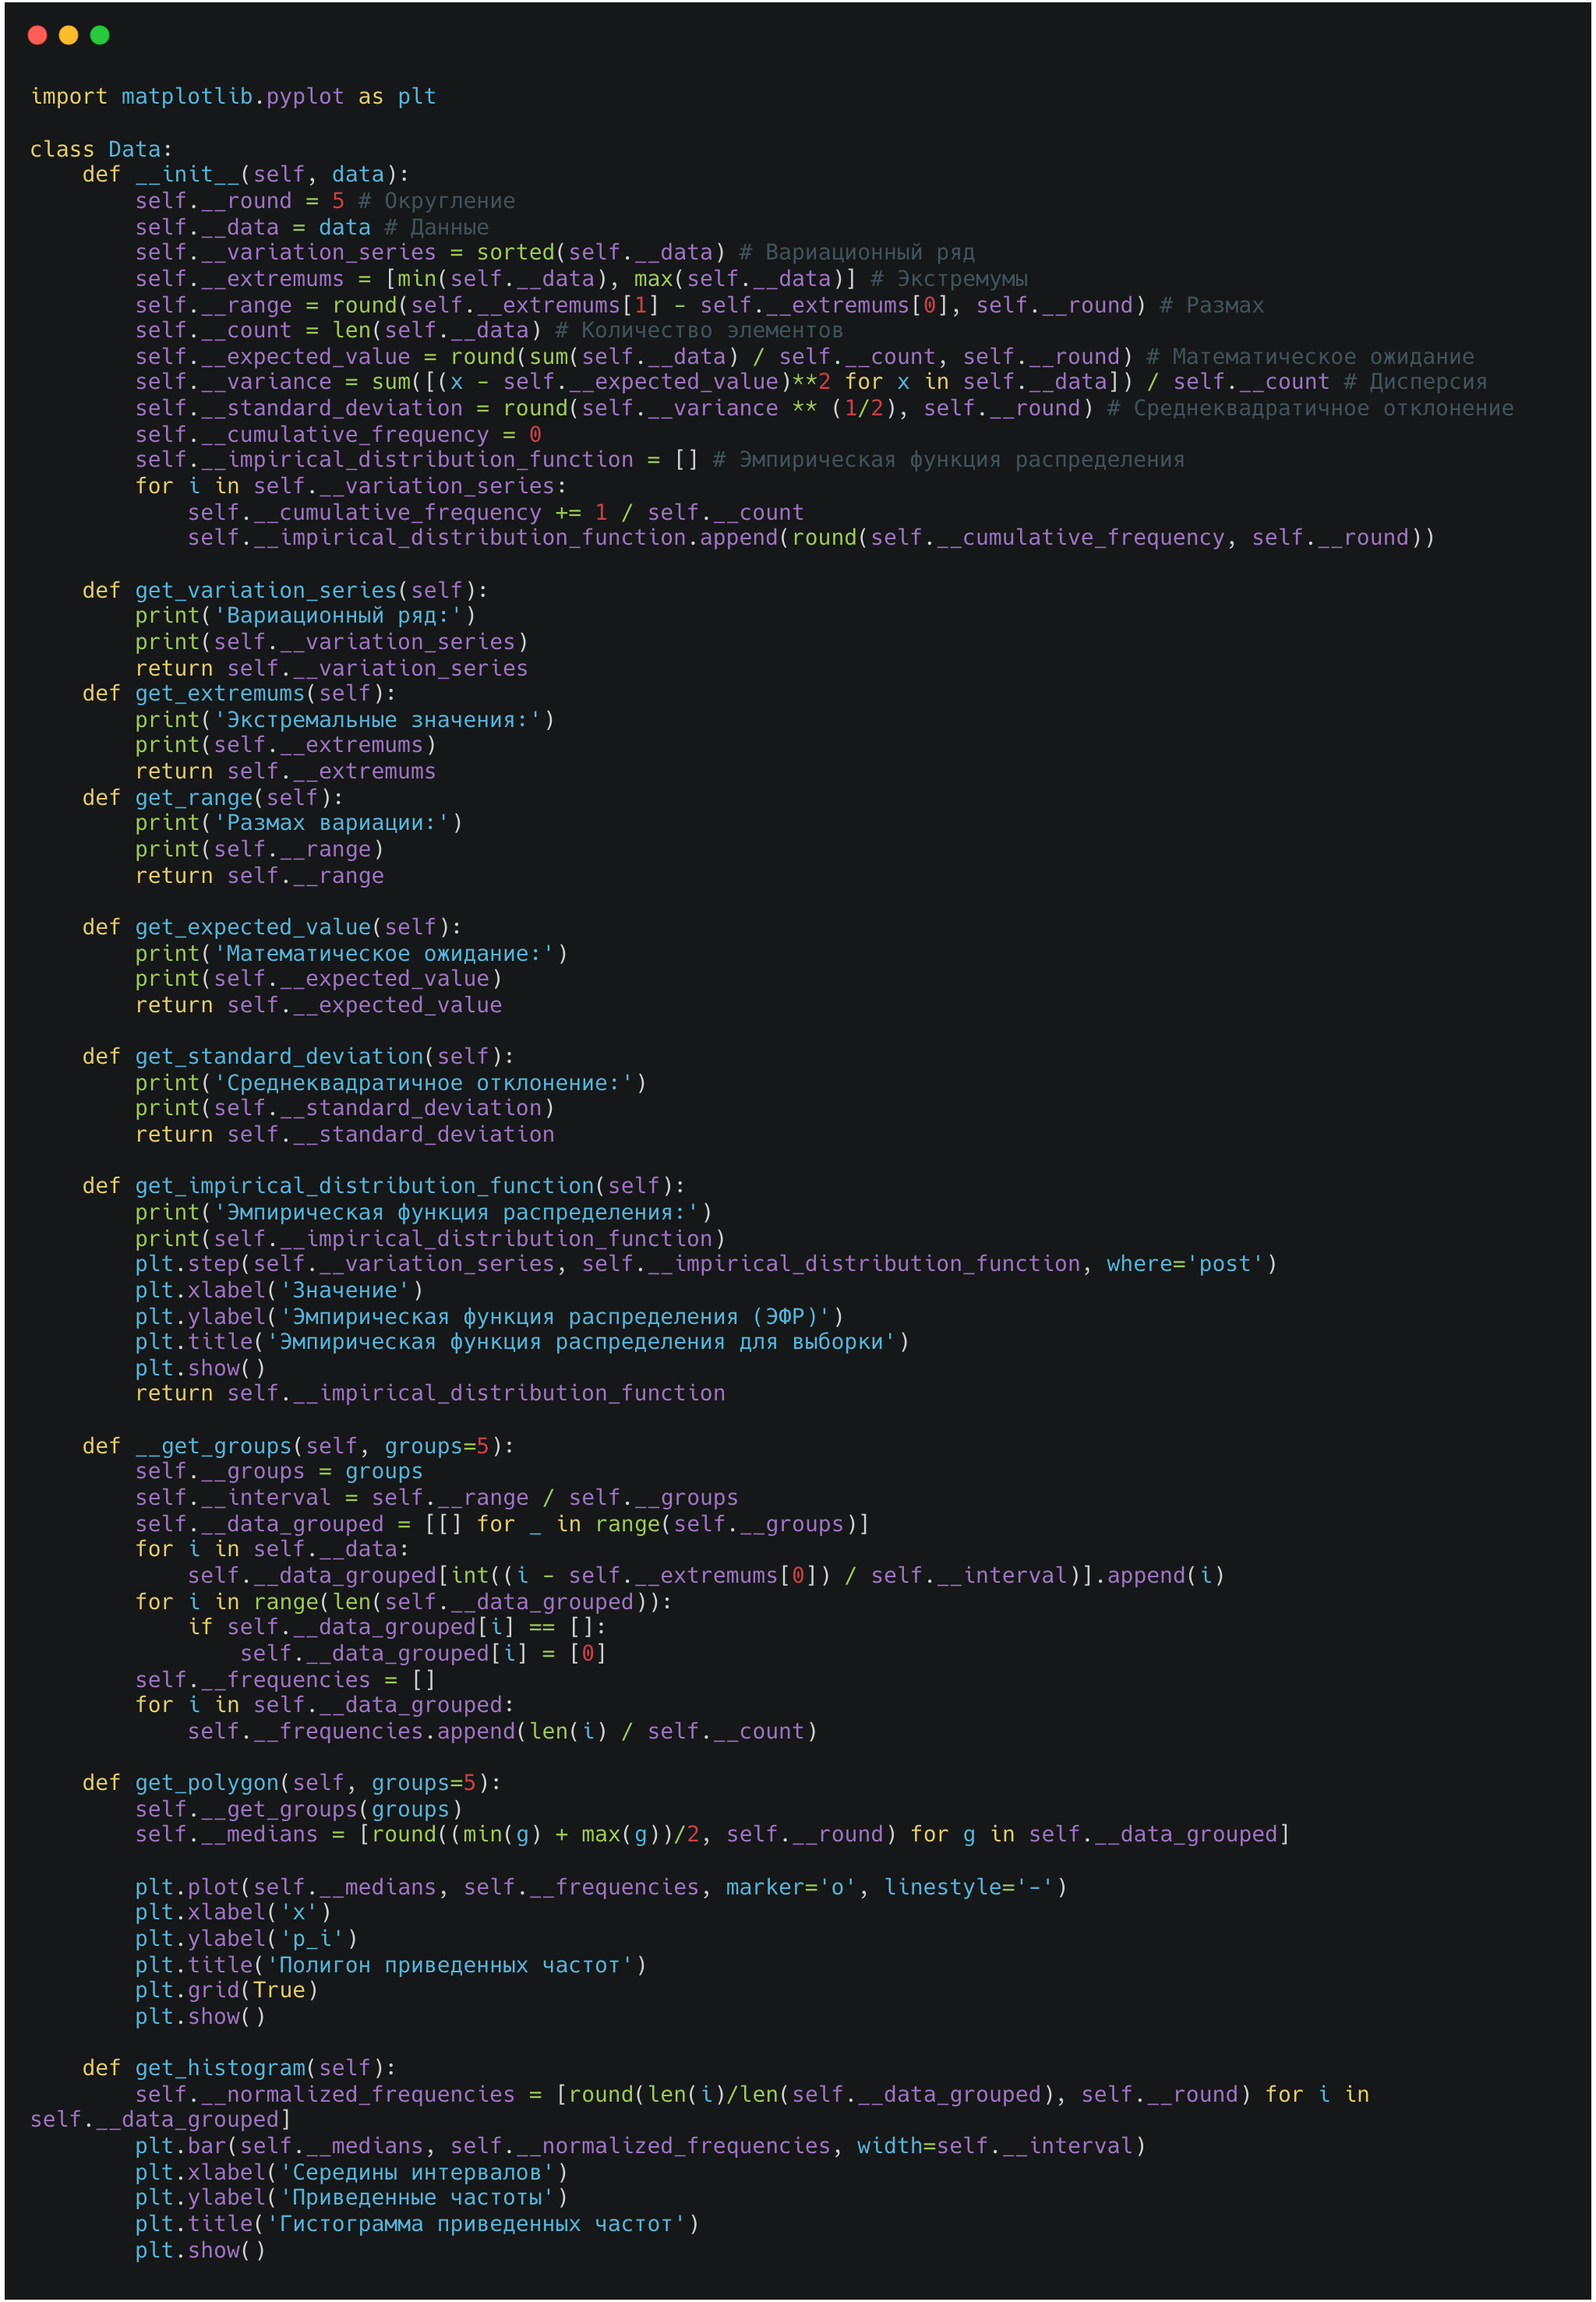 import matplotlib.pyplot as plt

class Data:
    def __init__(self, data):
        self.__round = 5 # Округление
        self.__data = data # Данные
        self.__variation_series = sorted(self.__data) # Вариационный ряд
        self.__extremums = [min(self.__data), max(self.__data)] # Экстремумы
        self.__range = round(self.__extremums[1] - self.__extremums[0], self.__round) # Размах
        self.__count = len(self.__data) # Количество элементов
        self.__expected_value = round(sum(self.__data) / self.__count, self.__round) # Математическое ожидание
        self.__variance = sum([(x - self.__expected_value)**2 for x in self.__data]) / self.__count # Дисперсия
        self.__standard_deviation = round(self.__variance ** (1/2), self.__round) # Среднеквадратичное отклонение
        self.__cumulative_frequency = 0
        self.__impirical_distribution_function = [] # Эмпирическая функция распределения
        for i in self.__variation_series:
            self.__cumulative_frequency += 1 / self.__count
            self.__impirical_distribution_function.append(round(self.__cumulative_frequency, self.__round))

    def get_variation_series(self):
        print('Вариационный ряд:')
        print(self.__variation_series)
        return self.__variation_series
    def get_extremums(self):
        print('Экстремальные значения:')
        print(self.__extremums)
        return self.__extremums
    def get_range(self):
        print('Размах вариации:')
        print(self.__range)
        return self.__range

    def get_expected_value(self):
        print('Математическое ожидание:')
        print(self.__expected_value)
        return self.__expected_value

    def get_standard_deviation(self):
        print('Среднеквадратичное отклонение:')
        print(self.__standard_deviation)
        return self.__standard_deviation

    def get_impirical_distribution_function(self):
        print('Эмпирическая функция распределения:')
        print(self.__impirical_distribution_function)
        plt.step(self.__variation_series, self.__impirical_distribution_function, where='post')
        plt.xlabel('Значение')
        plt.ylabel('Эмпирическая функция распределения (ЭФР)')
        plt.title('Эмпирическая функция распределения для выборки')
        plt.show()
        return self.__impirical_distribution_function

    def __get_groups(self, groups=5):
        self.__groups = groups
        self.__interval = self.__range / self.__groups
        self.__data_grouped = [[] for _ in range(self.__groups)]
        for i in self.__data:
            self.__data_grouped[int((i - self.__extremums[0]) / self.__interval)].append(i)
        for i in range(len(self.__data_grouped)):
            if self.__data_grouped[i] == []:
                self.__data_grouped[i] = [0]
        self.__frequencies = []
        for i in self.__data_grouped:
            self.__frequencies.append(len(i) / self.__count)

    def get_polygon(self, groups=5):
        self.__get_groups(groups)
        self.__medians = [round((min(g) + max(g))/2, self.__round) for g in self.__data_grouped]

        plt.plot(self.__medians, self.__frequencies, marker='o', linestyle='-')
        plt.xlabel('x')
        plt.ylabel('p_i')
        plt.title('Полигон приведенных частот')
        plt.grid(True)
        plt.show()

    def get_histogram(self):
        self.__normalized_frequencies = [round(len(i)/len(self.__data_grouped), self.__round) for i in
self.__data_grouped]
        plt.bar(self.__medians, self.__normalized_frequencies, width=self.__interval)
        plt.xlabel('Середины интервалов')
        plt.ylabel('Приведенные частоты')
        plt.title('Гистограмма приведенных частот')
        plt.show()